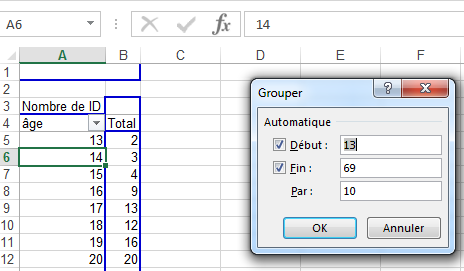 A6
fx
14
A B C D E F
1
2
3 Nombre de ID
4 âge Total
5 13 2
6 14 3
7 15 4
8 16 9
9 17 13
10 18 12
11 19 16
12 20 20
Grouper
Automatique
Début : 13
Fin : 69
Par : 10
OK Annuler